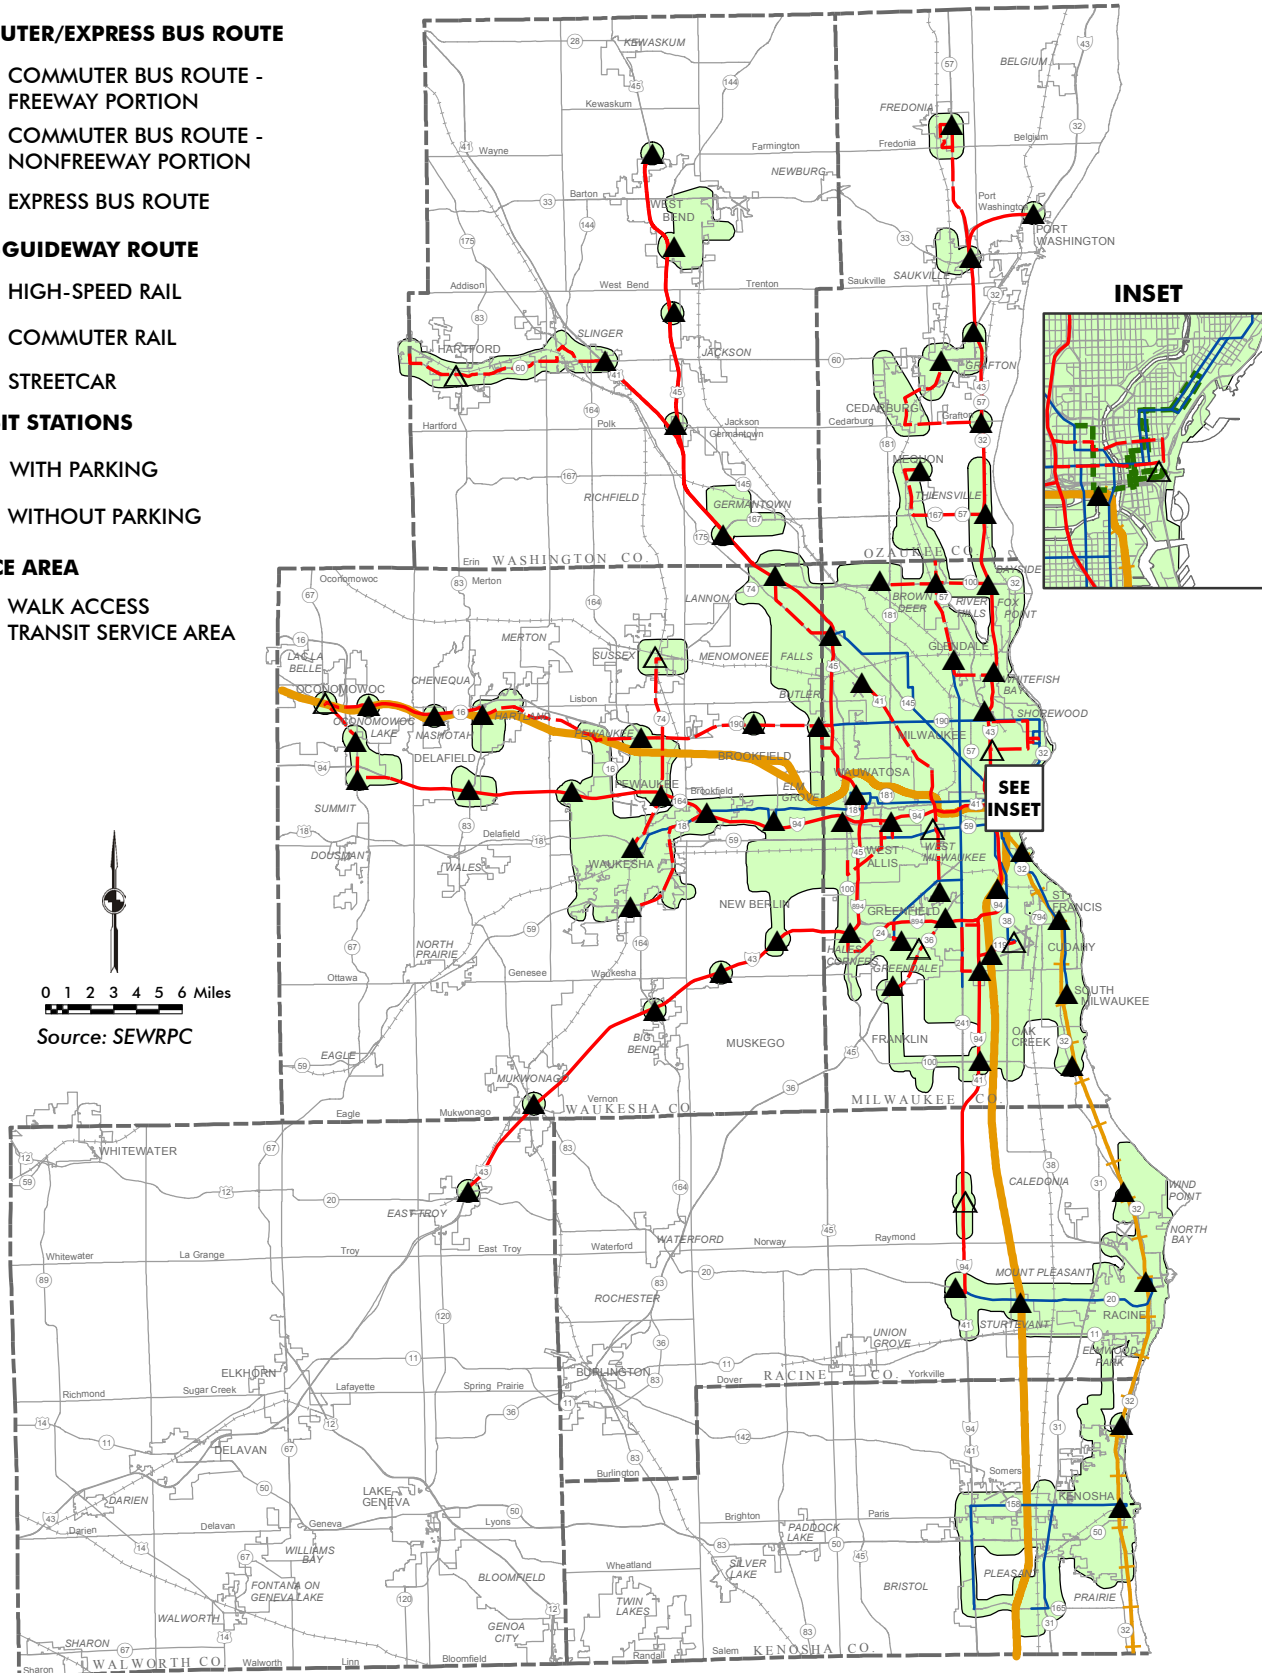 UTER/EXPRESS BUS ROUTE
COMMUTER BUS ROUTE -
FREEWAY PORTION
COMMUTER BUS ROUTE -
NONFREEWAY PORTION
EXPRESS BUS ROUTE
GUIDEWAY ROUTE
HIGH-SPEED RAIL
COMMUTER RAIL
STREETCAR
IT STATIONS
WITH PARKING
WITHOUT PARKING
CE AREA
WALK ACCESS
TRANSIT SERVICE AREA
0 1 2 3 4 5 6 Miles
Source: SEWRPC
INSET
SEE
INSET
KEWASKUM
Kewaskum
Wayne
Barton
Farmington
NEWBURG
WEST
BEND
Addison
West Bend
Trenton
HARTFORD
SLINGER
JACKSON
Hartford
Polk
Jackson
Germantown
RICHFIELD
GERMANTOWN
Erin
WASHINGTON CO.
BELGIUM
FREDONIA
Fredonia
Belgium
Port
Washington
PORT
WASHINGTON
SAUKVILLE
Saukville
GRAFTON
CEDARBURG
Cedarburg
Grafton
MEQUON
THIENSVILLE
OZAUKEE CO.
BAYSIDE
BROWN
DEER
RIVER
HILLS
FOX
POINT
GLENDALE
WHITEFISH
BAY
SHOREWOOD
MILWAUKEE
WAUWATOSA
WEST
ALLIS
WEST
MILWAUKEE
GREENFIELD
HALES
CORNERS
GREENDALE
ST.
FRANCIS
CUDAHY
SOUTH
MILWAUKEE
OAK
CREEK
FRANKLIN
MILWAUKEE CO.
Oconomowoc
Merton
LANNON
MERTON
SUSSEX
MENOMONEE FALLS
BUTLER
LAC LA
BELLE
CHENEQUA
OCONOMOWOC
Lisbon
OCONOMOWOC
LAKE
NASHOTAH
HARTLAND
PEWAUKEE
DELAFIELD
BROOKFIELD
PEWAUKEE
Brookfield
ELM
GROVE
SUMMIT
Delafield
DOUSMAN
WALES
WAUKESHA
NEW BERLIN
NORTH
PRAIRIE
Ottawa
Genesee
Waukesha
BIG
BEND
MUSKEGO
EAGLE
MUKWONAGO
Eagle
Mukwonago
Vernon
WAUKESHA CO.
WHITEWATER
EAST TROY
Whitewater
La Grange
Troy
East Troy
ELKHORN
Richmond
Sugar Creek
Lafayette
Spring Prairie
DELAVAN
DARIEN
Darien
Delavan
LAKE
GENEVA
Geneva
Lyons
WILLIAMS
BAY
FONTANA ON
GENEVA LAKE
BLOOMFIELD
WALWORTH
GENOA
CITY
SHARON
Sharon
WALWORTH CO.
Walworth
Linn
Bloomfield
Waterford
WATERFORD
Norway
Raymond
CALEDONIA
WIND
POINT
NORTH
BAY
ROCHESTER
MOUNT PLEASANT
RACINE
STURTEVANT
UNION
GROVE
ELMWOOD
PARK
BURLINGTON
Burlington
Dover
RACINE CO.
Yorkville
Somers
KENOSHA
Brighton
Paris
PADDOCK
LAKE
SILVER
LAKE
Wheatland
TWIN
LAKES
BRISTOL
PLEASANT
PRAIRIE
Randall
Salem
KENOSHA CO.